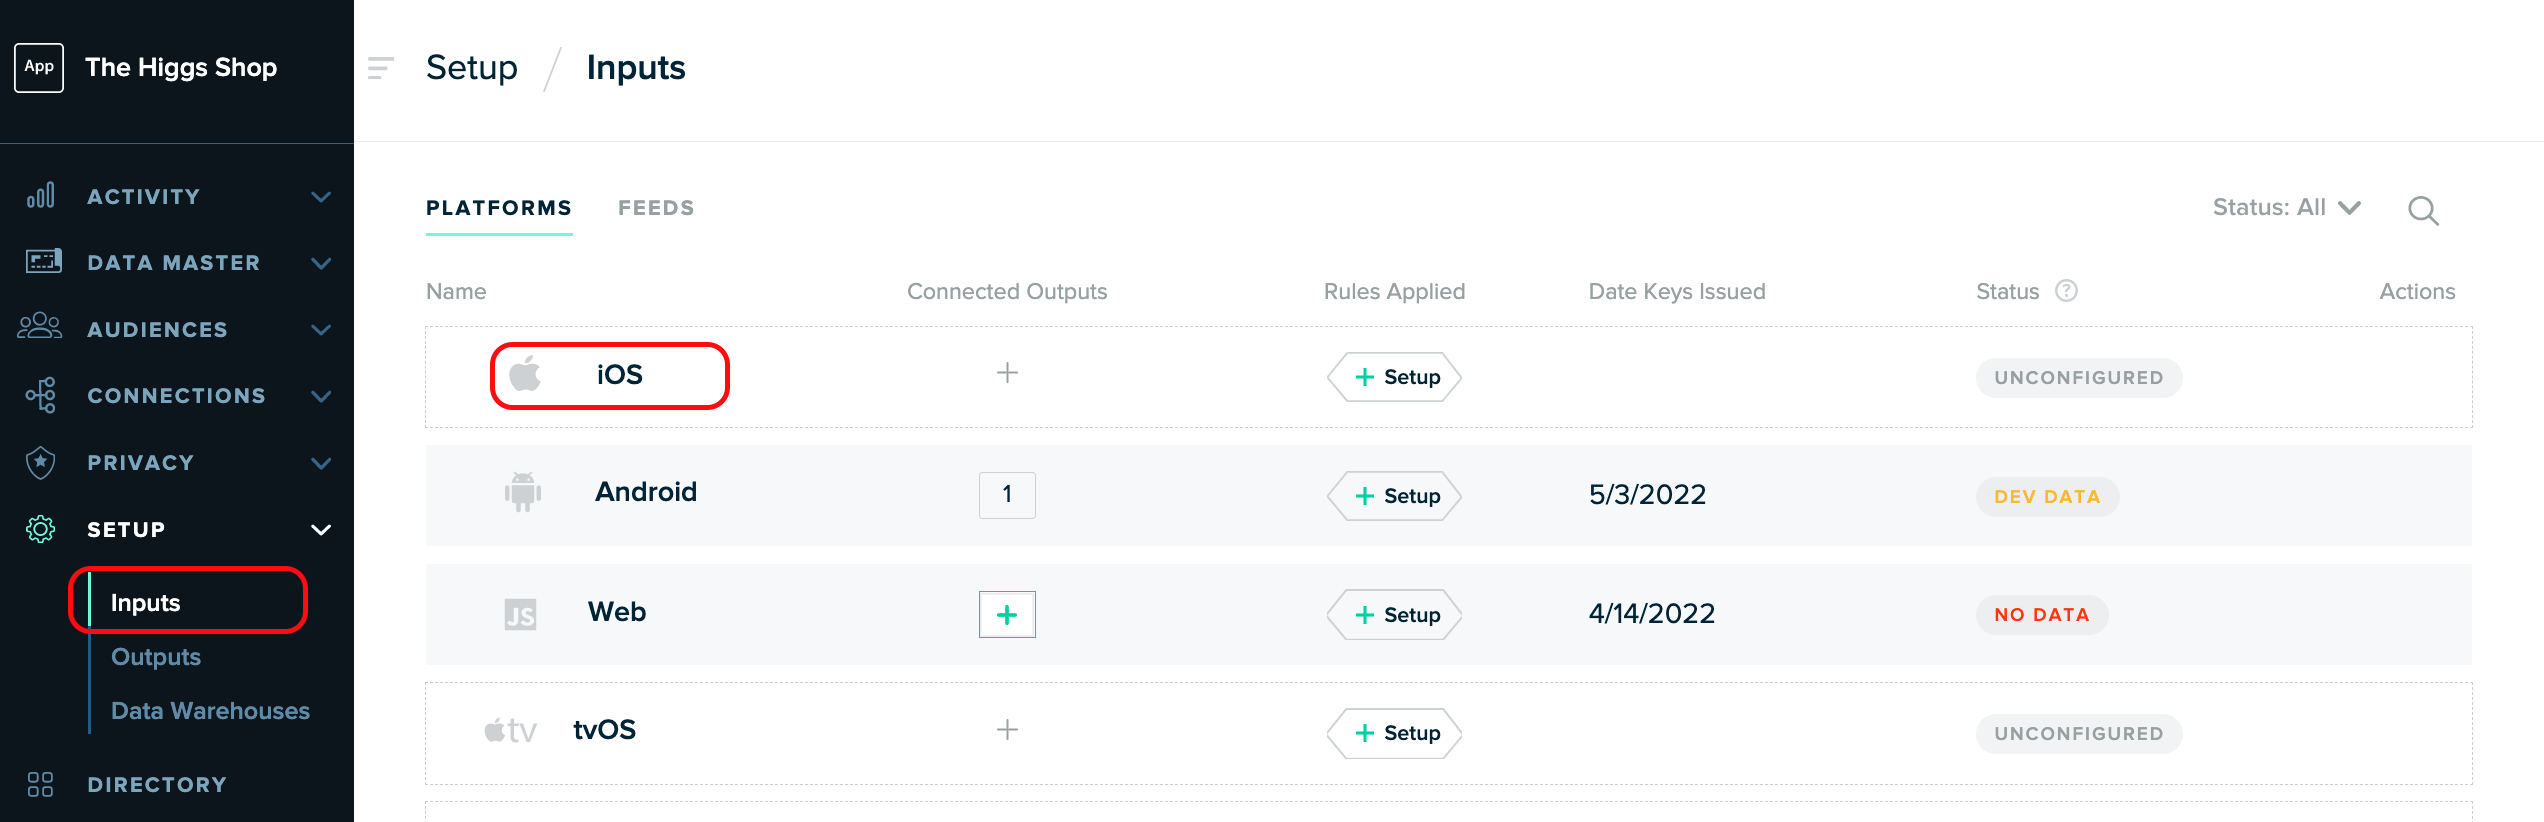 App The Higgs Shop
Setup / Inputs
ACTIVITY
DATA MASTER
AUDIENCES
CONNECTIONS
PRIVACY
SETUP
Inputs
Outputs
Data Warehouses
DIRECTORY
PLATFORMS FEEDS Status: All
Name Connected Outputs Rules Applied Date Keys Issued Status ? Actions
iOS + + Setup UNCONFIGURED
Android 1 + Setup 5/3/2022 DEV DATA
JS Web + + Setup 4/14/2022 NO DATA
tv tvOS + + Setup UNCONFIGURED